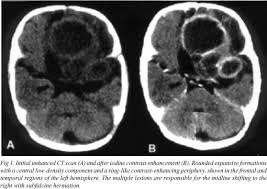 A
B
Fig 1. Initial enhanced CT scan (A) and after iodine contrast enhancement (B). Rounded expansive formations
with a central low-density component and a ring-like contrast-enhancing periphery, shown in the frontal and
temporal regions of the left hemisphere. The multiple lesions are responsible for the midline shifting to the
right with subfalcine herniation.